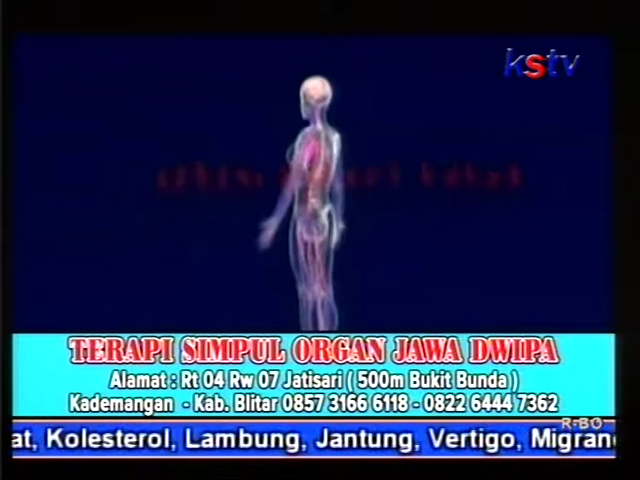 kstv
TERAPI SIMPUL ORGAN JAWA DWIPA
Alamat : Rt 04 Rw 07 Jatisari ( 500m Bukit Bunda )
Kademangan - Kab. Blitar 0857 3166 6118 - 0822 6444 7362
R-BO
at, Kolesterol, Lambung, Jantung, Vertigo, Migran